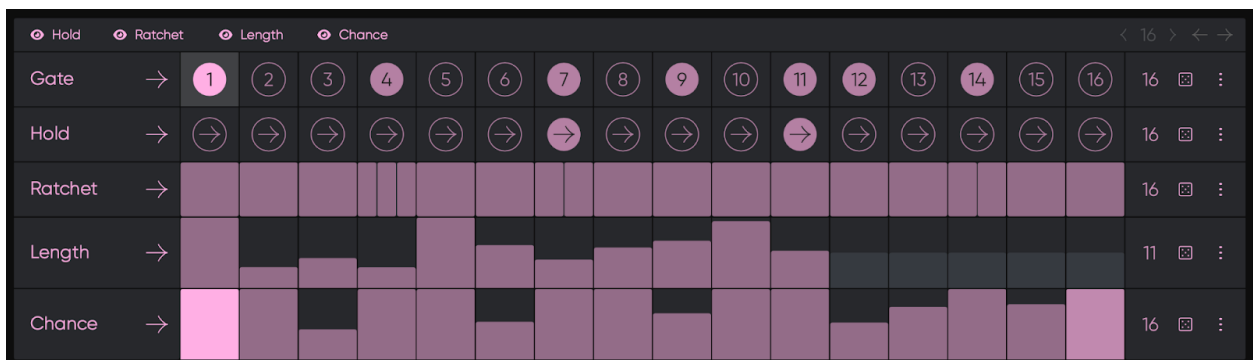 Hold Ratchet Length Chance < 16 > ← →
Gate → 1 2 3 4 5 6 7 8 9 10 11 12 13 14 15 16 16
Hold → → → → → → → → → → → → → → → → → 16
Ratchet → 16
Length → 11
Chance → 16